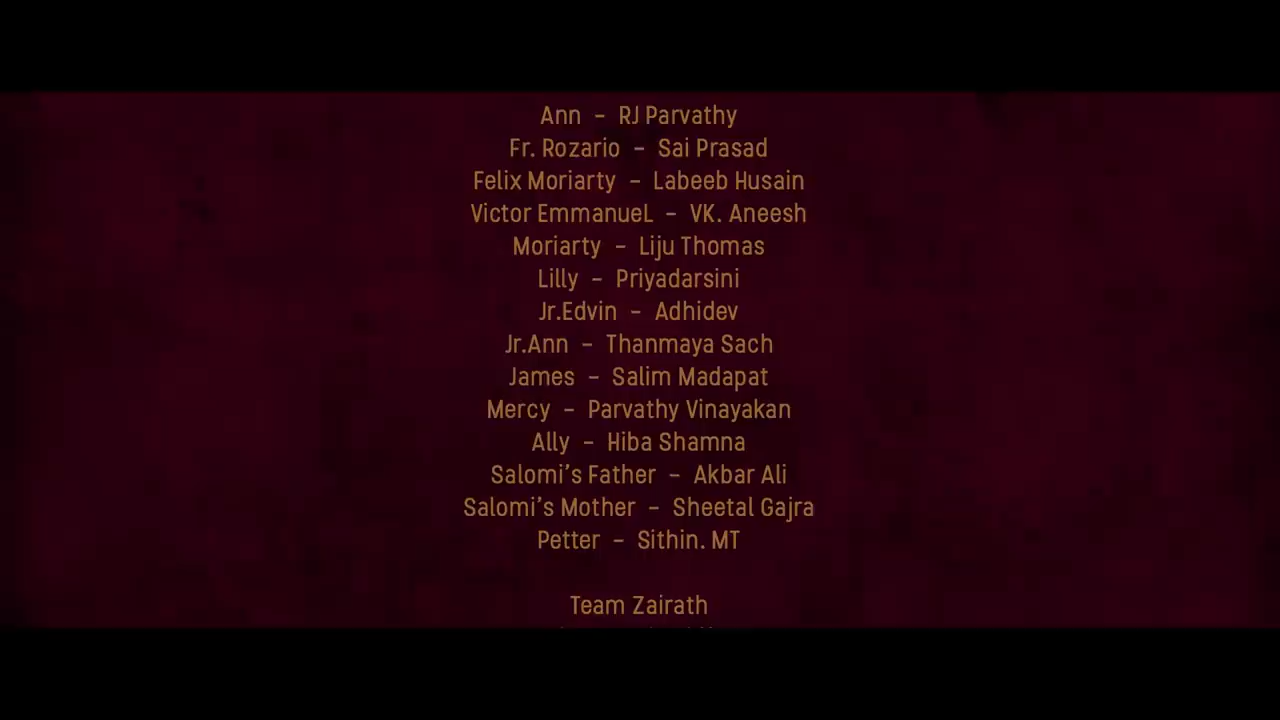 Ann - RJ Parvathy
Fr. Rozario - Sai Prasad
Felix Moriarty - Labeeb Husain
Victor EmmanueL - VK. Aneesh
Moriarty - Liju Thomas
Lilly - Priyadarsini
Jr.Edvin - Adhidev
Jr.Ann - Thanmaya Sach
James - Salim Madapat
Mercy - Parvathy Vinayakan
Ally - Hiba Shamna
Salomi's Father - Akbar Ali
Salomi's Mother - Sheetal Gajra
Petter - Sithin. MT
Team Zairath